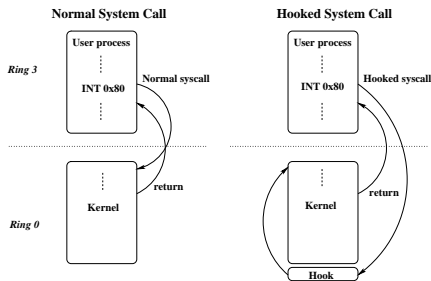 Normal System Call
Hooked System Call
User process
User process
Ring 3
Normal syscall
Hooked syscall
INT 0x80
INT 0x80
return
return
Kernel
Kernel
Ring 0
Hook